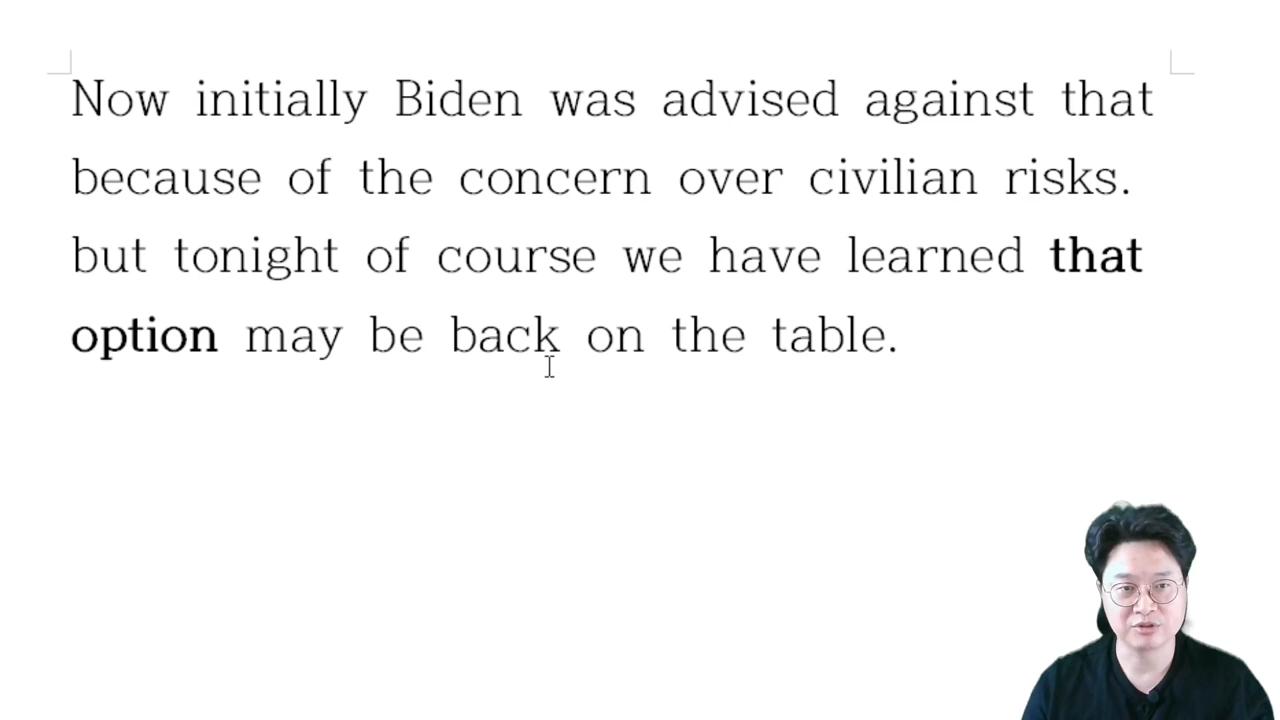 Now initially Biden was advised against that
because of the concern over civilian risks.
but tonight of course we have learned that
option may be back on the table.